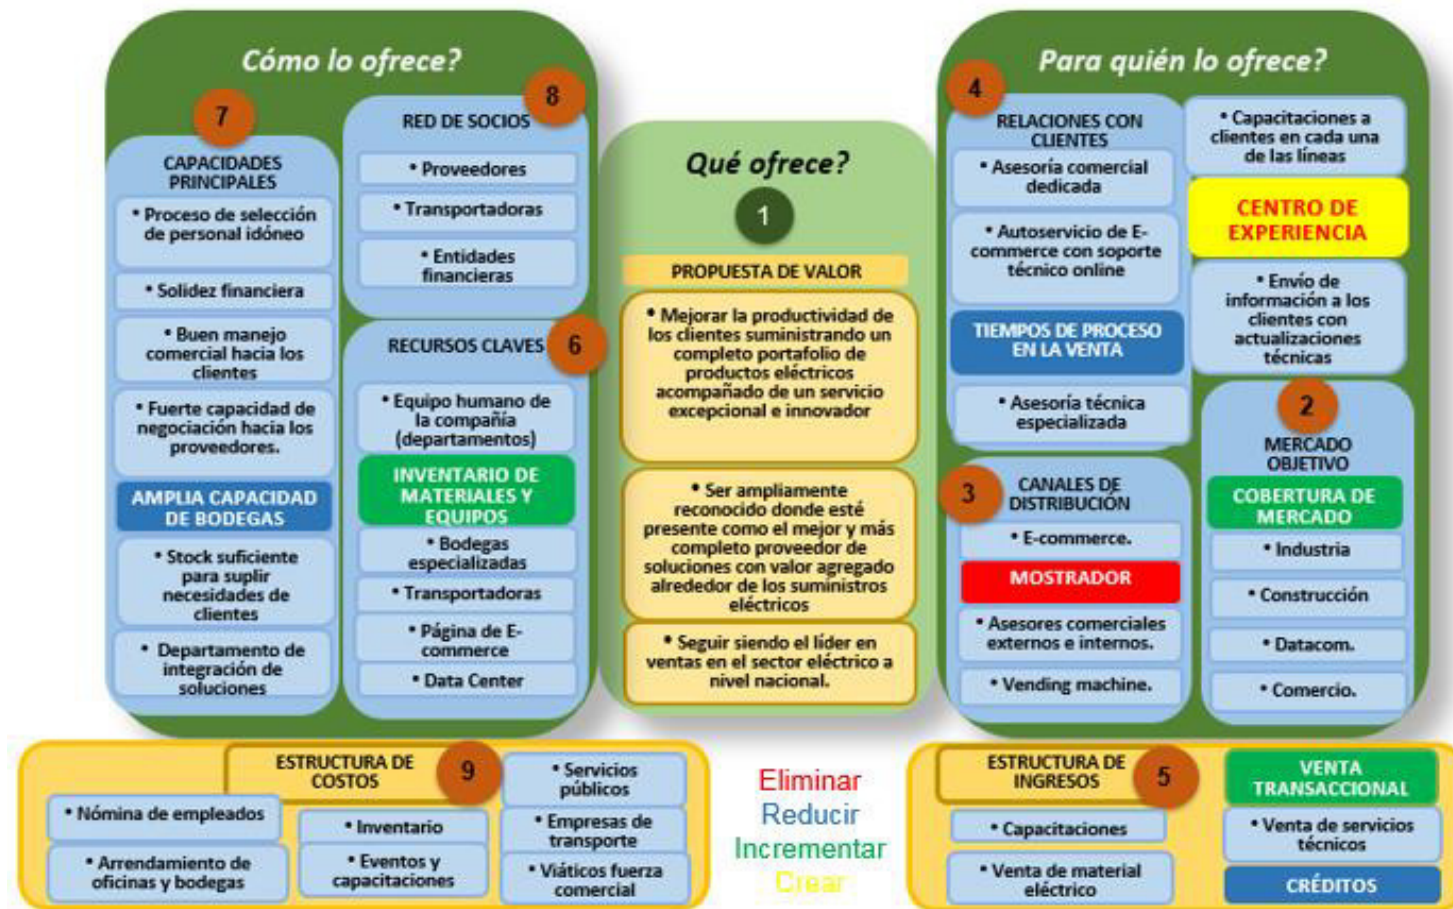 Cómo lo ofrece?
7
CAPACIDADES
PRINCIPALES
• Proceso de selección
de personal idóneo
• Solidez financiera
• Buen manejo
comercial hacia los
clientes
• Fuerte capacidad de
negociación hacia los
proveedores.
AMPLIA CAPACIDAD
DE BODEGAS
• Stock suficiente
para suplir
necesidades de
clientes
• Departamento de
integración de
soluciones
8
RED DE SOCIOS
• Proveedores
• Transportadoras
• Entidades
financieras
RECURSOS CLAVES
6
• Equipo humano de
la compañía
(departamentos)
INVENTARIO DE
MATERIALES Y
EQUIPOS
• Bodegas
especializadas
• Transportadoras
• Página de E-
commerce
• Data Center
Qué ofrece?
1
PROPUESTA DE VALOR
• Mejorar la productividad de
los clientes suministrando un
completo portafolio de
productos eléctricos
acompañado de un servicio
excepcional e innovador
• Ser ampliamente
reconocido donde esté
presente como el mejor y más
completo proveedor de
soluciones con valor agregado
alrededor de los suministros
eléctricos
• Seguir siendo el líder en
ventas en el sector eléctrico a
nivel nacional.
Para quién lo ofrece?
4
RELACIONES CON
CLIENTES
• Asesoría comercial
dedicada
• Autoservicio de E-
commerce con soporte
técnico online
TIEMPOS DE PROCESO
EN LA VENTA
• Asesoría técnica
especializada
• Capacitaciones a
clientes en cada una
de las líneas
CENTRO DE
EXPERIENCIA
• Envío de
información a los
clientes con
actualizaciones
técnicas
3
CANALES DE
DISTRIBUCIÓN
• E-commerce.
MOSTRADOR
• Asesores comerciales
externos e internos.
• Vending machine.
2
MERCADO
OBJETIVO
COBERTURA DE
MERCADO
• Industria
• Construcción
• Datacom.
• Comercio.
ESTRUCTURA DE
COSTOS
9
• Nómina de empleados
• Arrendamiento de
oficinas y bodegas
• Inventario
• Eventos y
capacitaciones
• Servicios
públicos
• Empresas de
transporte
• Viáticos fuerza
comercial
Eliminar
Reducir
Incrementar
Crear
ESTRUCTURA DE
INGRESOS
5
• Capacitaciones
• Venta de material
eléctrico
VENTA
TRANSACCIONAL
• Venta de servicios
técnicos
CRÉDITOS